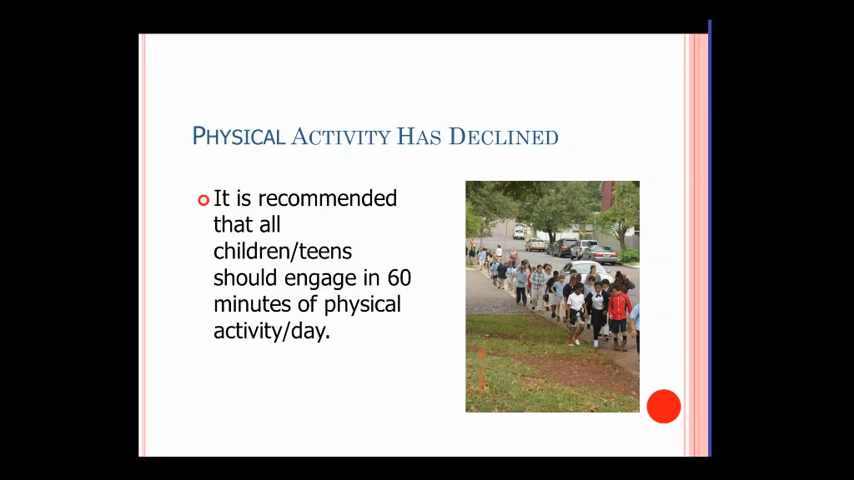 PHYSICAL ACTIVITY HAS DECLINED
It is recommended
that all
children/teens
should engage in 60
minutes of physical
activity/day.